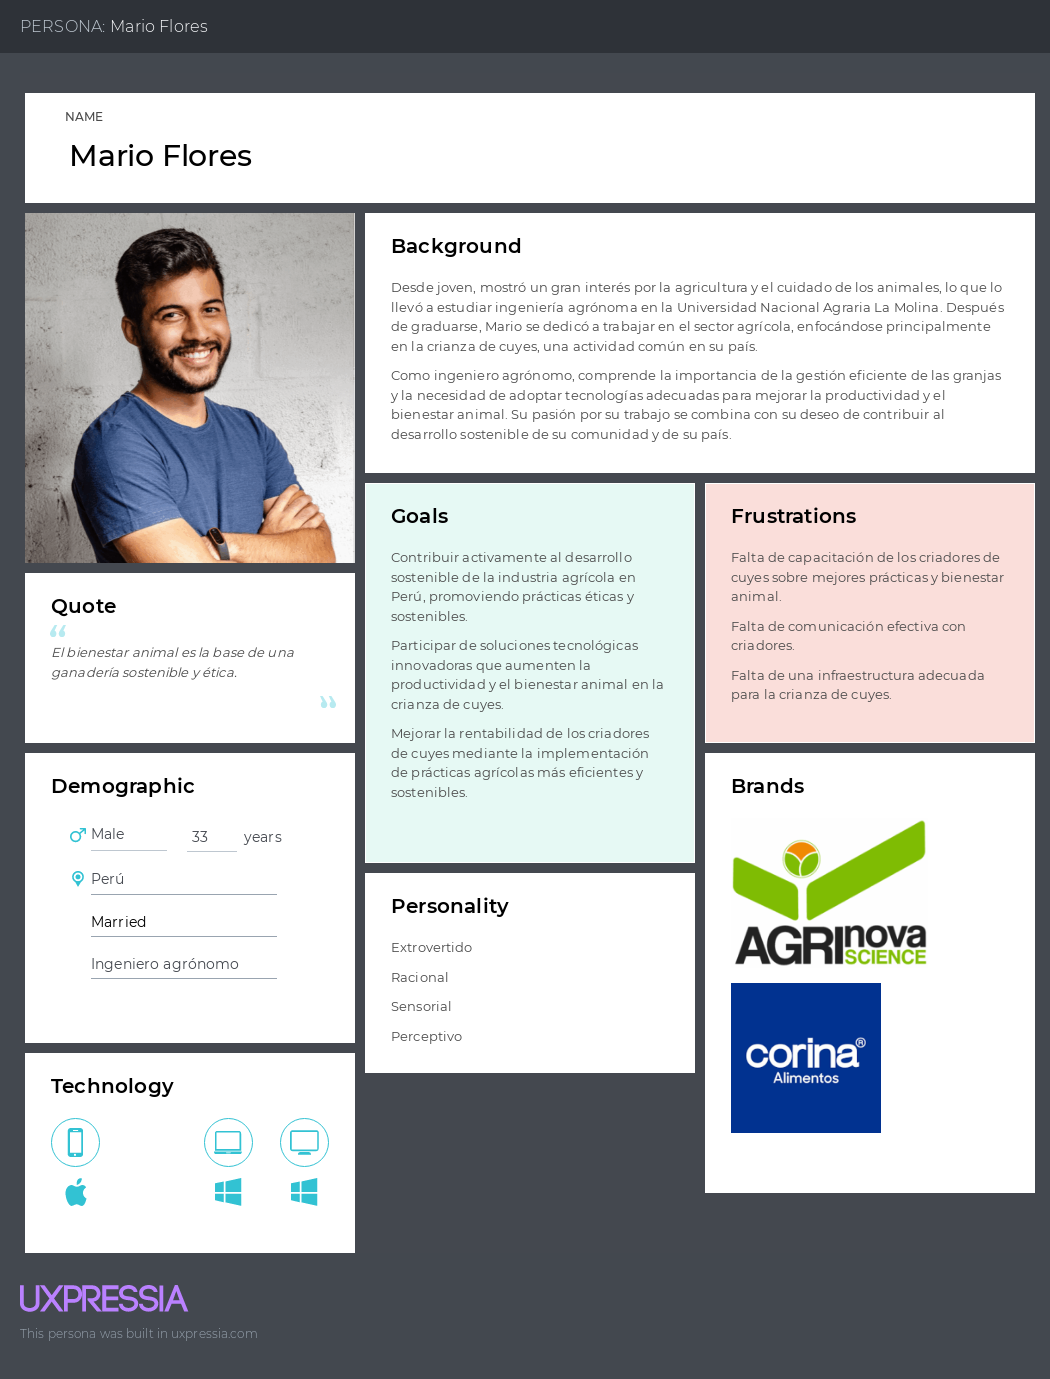 PERSONA: Mario Flores
NAME
Mario Flores
Background
Desde joven, mostró un gran interés por la agricultura y el cuidado de los animales, lo que lo
llevó a estudiar ingeniería agrónoma en la Universidad Nacional Agraria La Molina. Después
de graduarse, Mario se dedicó a trabajar en el sector agrícola, enfocándose principalmente
en la crianza de cuyes, una actividad común en su país.
Como ingeniero agrónomo, comprende la importancia de la gestión eficiente de las granjas
y la necesidad de adoptar tecnologías adecuadas para mejorar la productividad y el
bienestar animal. Su pasión por su trabajo se combina con su deseo de contribuir al
desarrollo sostenible de su comunidad y de su país.
Quote
“
El bienestar animal es la base de una
ganadería sostenible y ética.
”
Demographic
Male 33 years
Perú
Married
Ingeniero agrónomo
Technology
Goals
Contribuir activamente al desarrollo
sostenible de la industria agrícola en
Perú, promoviendo prácticas éticas y
sostenibles.
Participar de soluciones tecnológicas
innovadoras que aumenten la
productividad y el bienestar animal en la
crianza de cuyes.
Mejorar la rentabilidad de los criadores
de cuyes mediante la implementación
de prácticas agrícolas más eficientes y
sostenibles.
Personality
Extrovertido
Racional
Sensorial
Perceptivo
Frustrations
Falta de capacitación de los criadores de
cuyes sobre mejores prácticas y bienestar
animal.
Falta de comunicación efectiva con
criadores.
Falta de una infraestructura adecuada
para la crianza de cuyes.
Brands
AGRInova
SCIENCE
corina®
Alimentos
UXPRESSIA
This persona was built in uxpressia.com